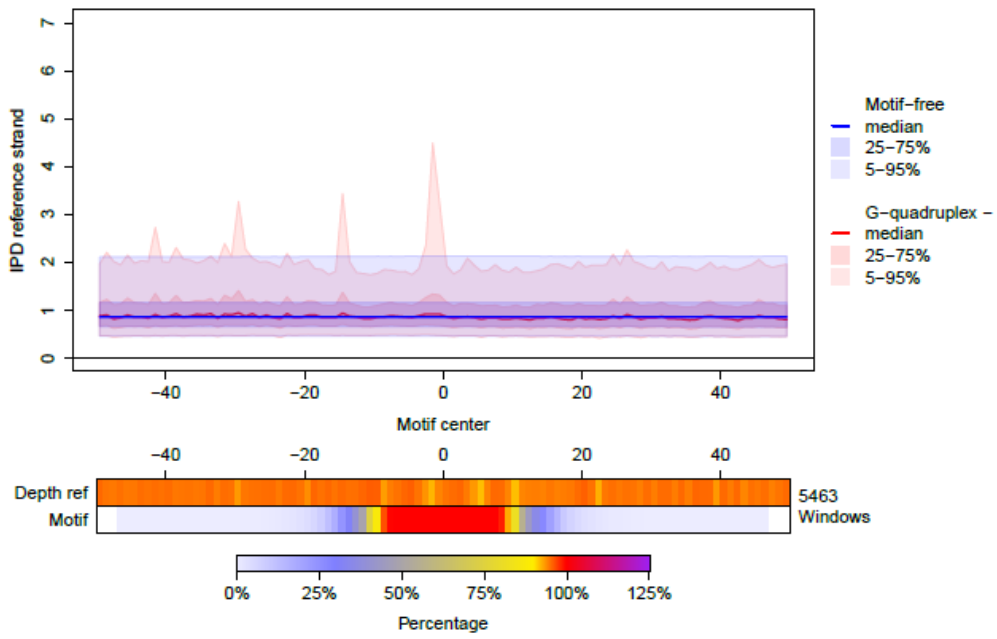 7
6
5
4
3
2
1
0
IPD reference strand
−40 −20 0 20 40
Motif center
Motif−free
median
25−75%
5−95%
G−quadruplex −
median
25−75%
5−95%
−40 −20 0 20 40
Depth ref
Motif
5463
Windows
0% 25% 50% 75% 100% 125%
Percentage